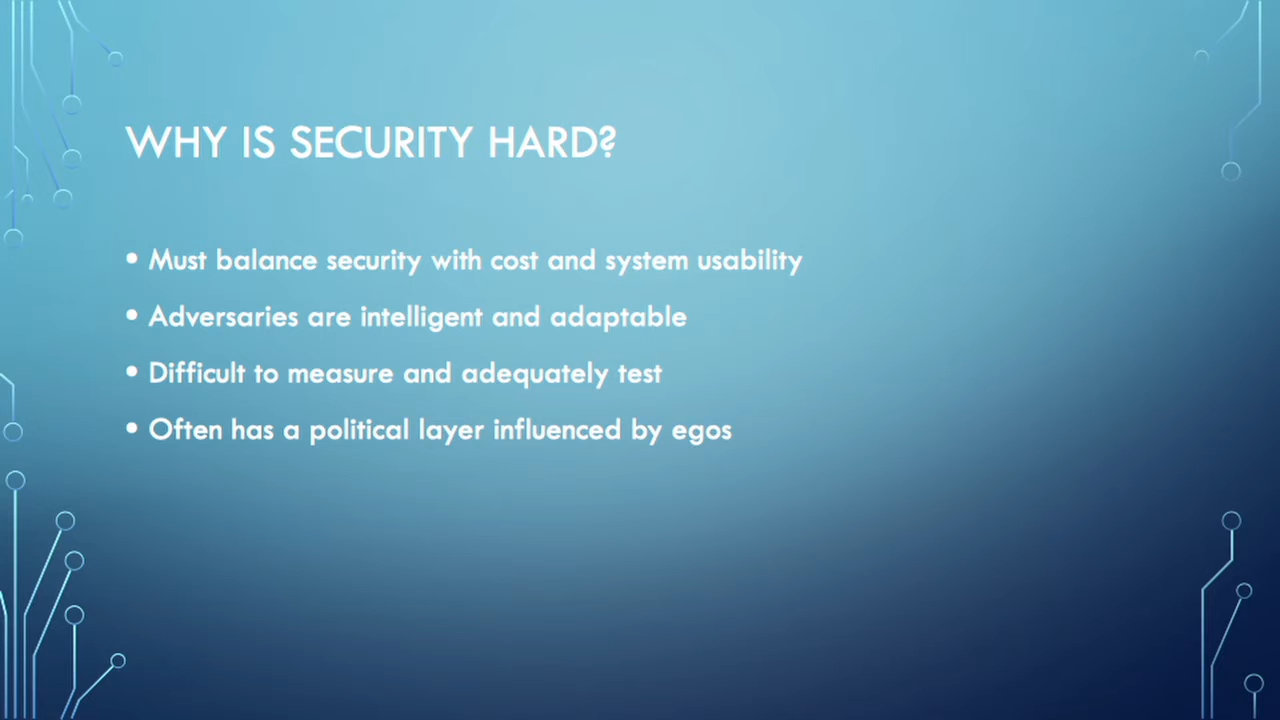 WHY IS SECURITY HARD?
• Must balance security with cost and system usability
• Adversaries are intelligent and adaptable
• Difficult to measure and adequately test
• Often has a political layer influenced by egos